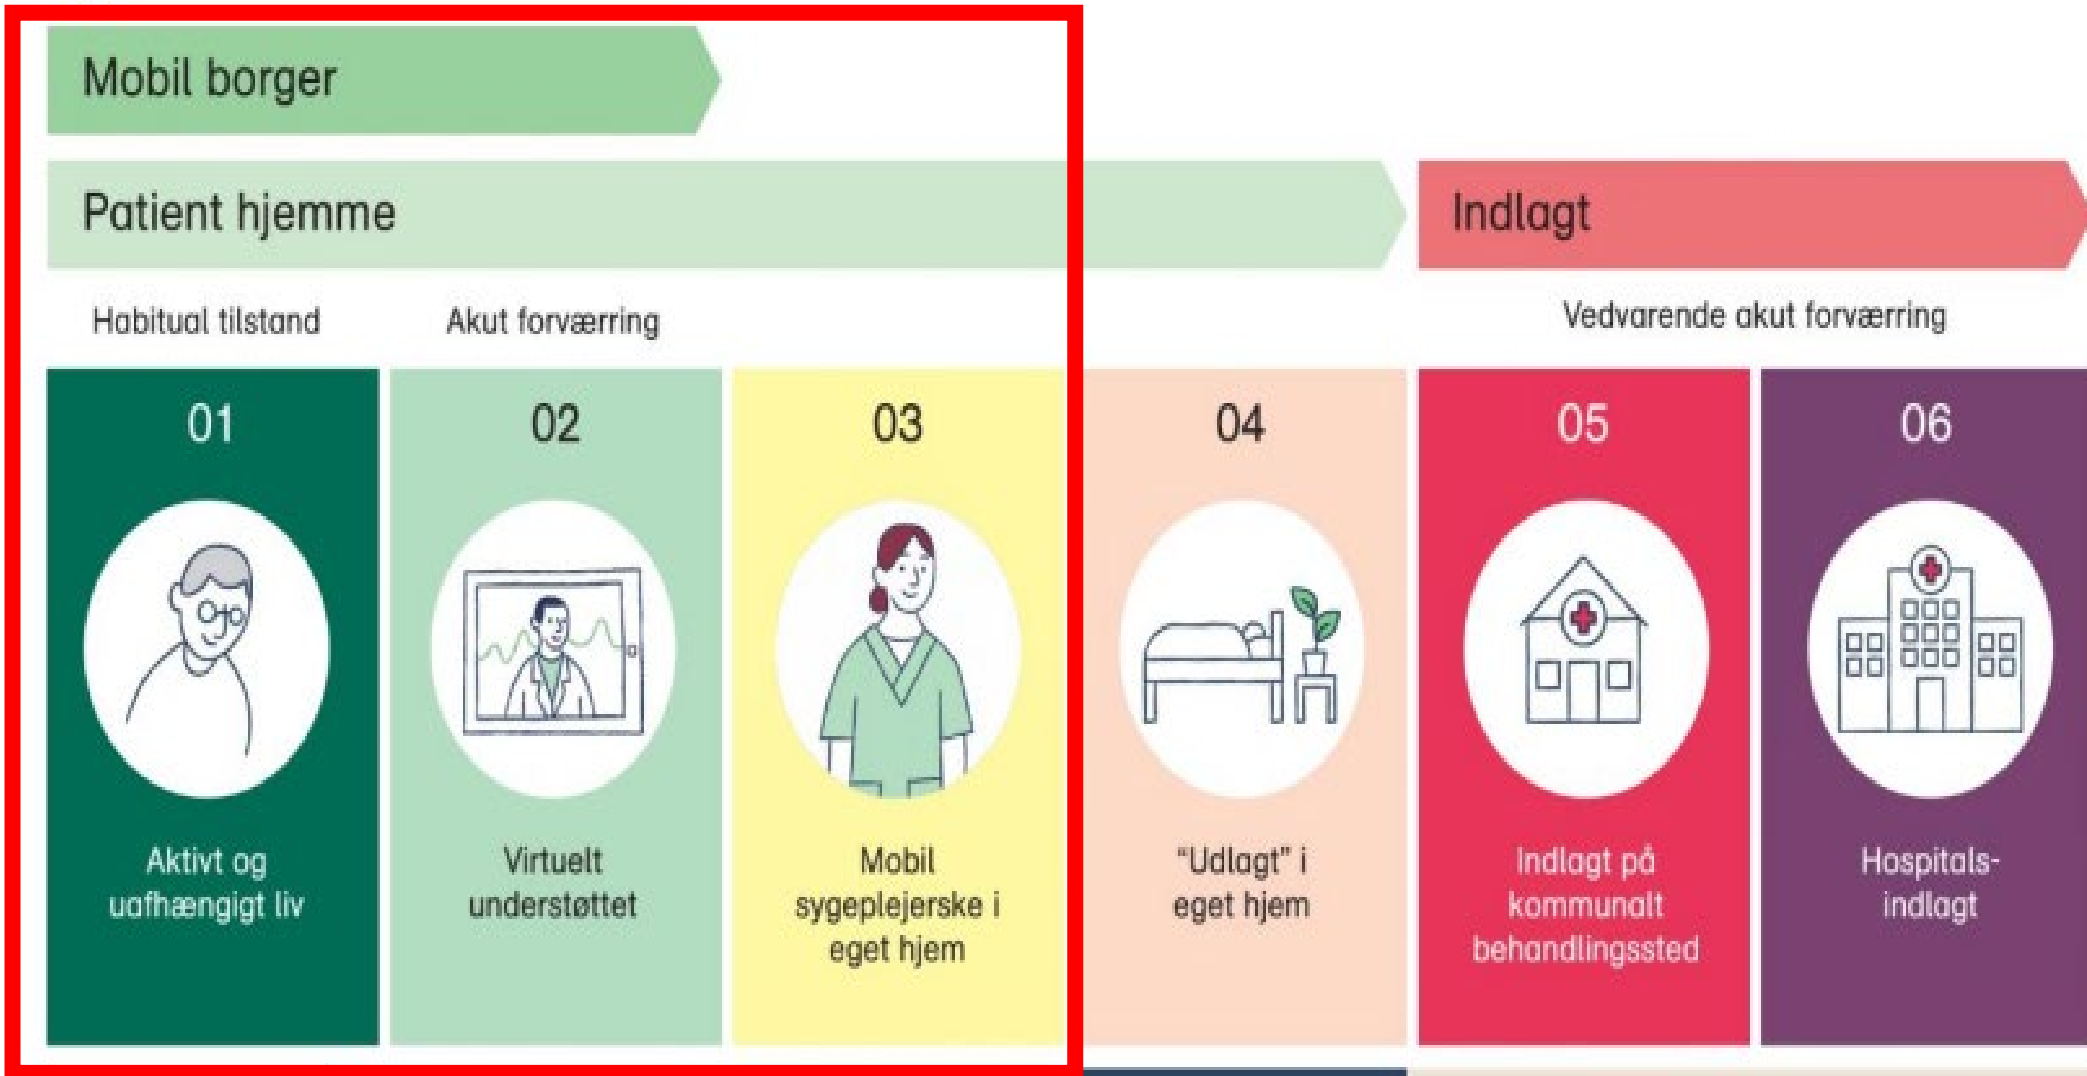 Mobil borger
Patient hjemme
Indlagt
Habitual tilstand
Akut forværring
Vedvarende akut forværring
01
02
03
04
05
06
Aktivt og
uafhængigt liv
Virtuelt
understøttet
Mobil
sygeplejerske i
eget hjem
“Udlagt” i
eget hjem
Indlagt på
kommunalt
behandlingssted
Hospitals-
indlagt